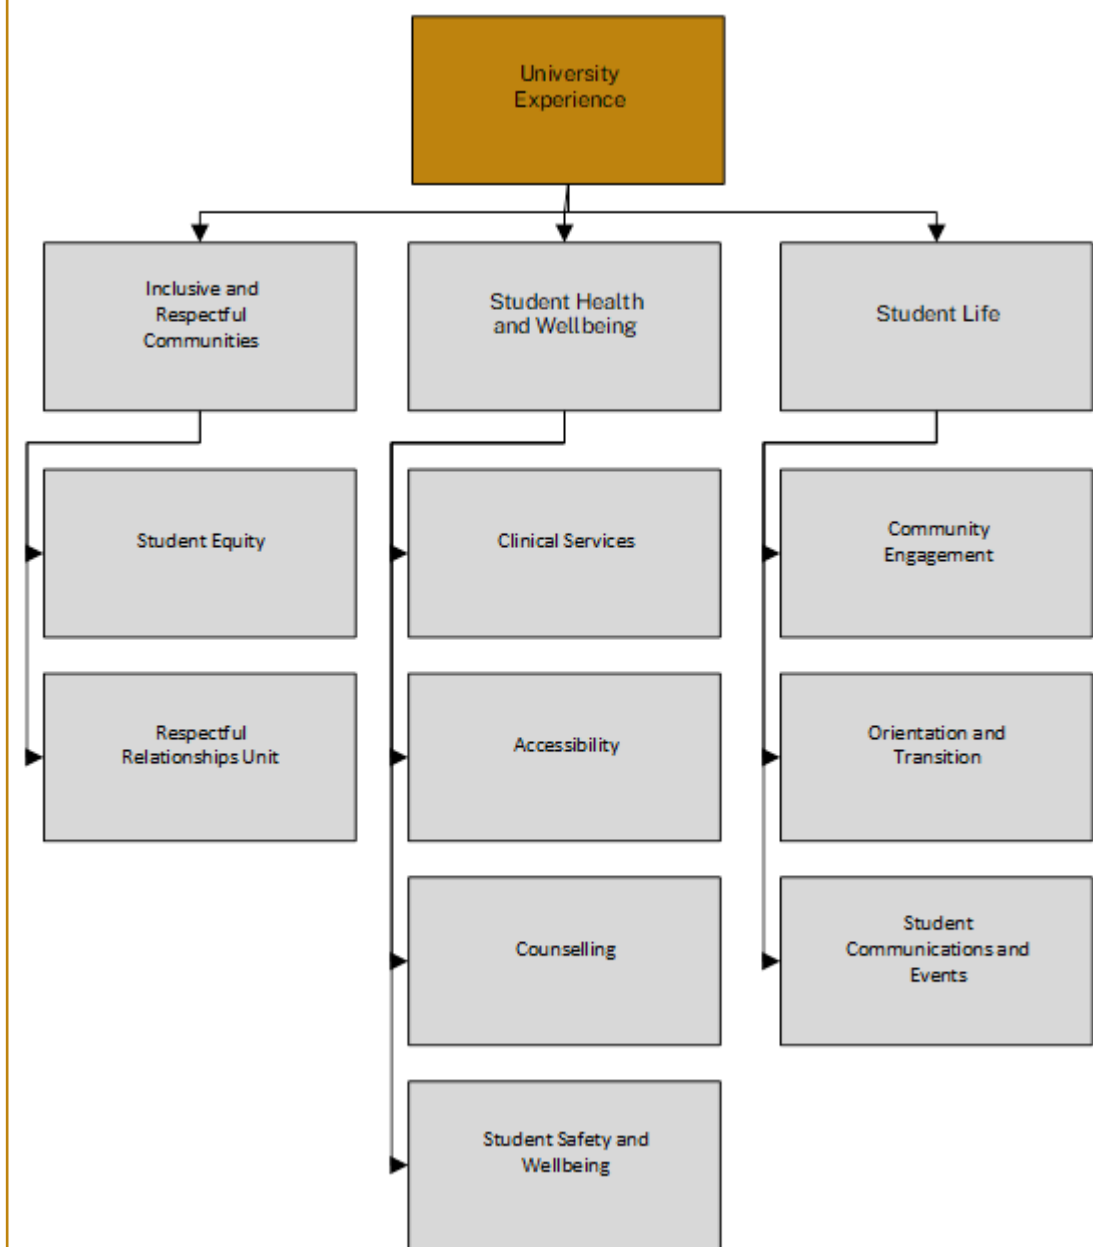 University
Experience
Inclusive and
Respectful
Communities
Student Health
and Wellbeing
Student Life
Student Equity
Clinical Services
Community
Engagement
Respectful
Relationships Unit
Accessibility
Orientation and
Transition
Counselling
Student
Communications and
Events
Student Safety and
Wellbeing